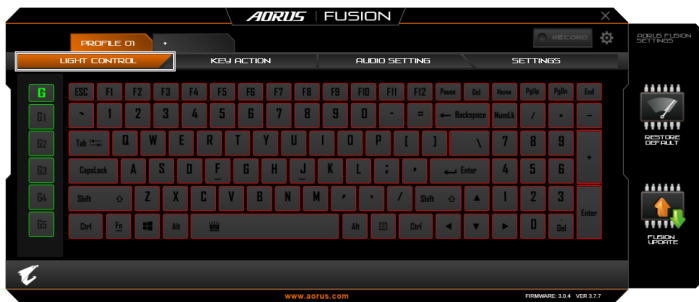 AORUS | FUSION
PROFILE 01 +
RECORD
AORUS FUSION
SETTINGS
LIGHT CONTROL KEY ACTION AUDIO SETTING SETTINGS
G ESC F1 F2 F3 F4 F5 F6 F7 F8 F9 F10 F11 F12 Pause Del Home PgUp PgDn End
G1 ~ 1 2 3 4 5 6 7 8 9 0 - = ← Backspace NumLk / * -
G2 Tab Q W E R T Y U I O P [ ] \ 7 8 9 +
G3 CapsLock A S D F G H J K L ; ' Enter 4 5 6
G4 Shift Z X C V B N M , . / Shift ▲ 1 2 3 Enter
G5 Ctrl Fn Alt Alt Ctrl ◄ ▼ ► 0 Del
RESTORE
DEFAULT
FUSION
UPDATE
www.aorus.com
FIRMWARE: 3.9.4 VER 3.7.7